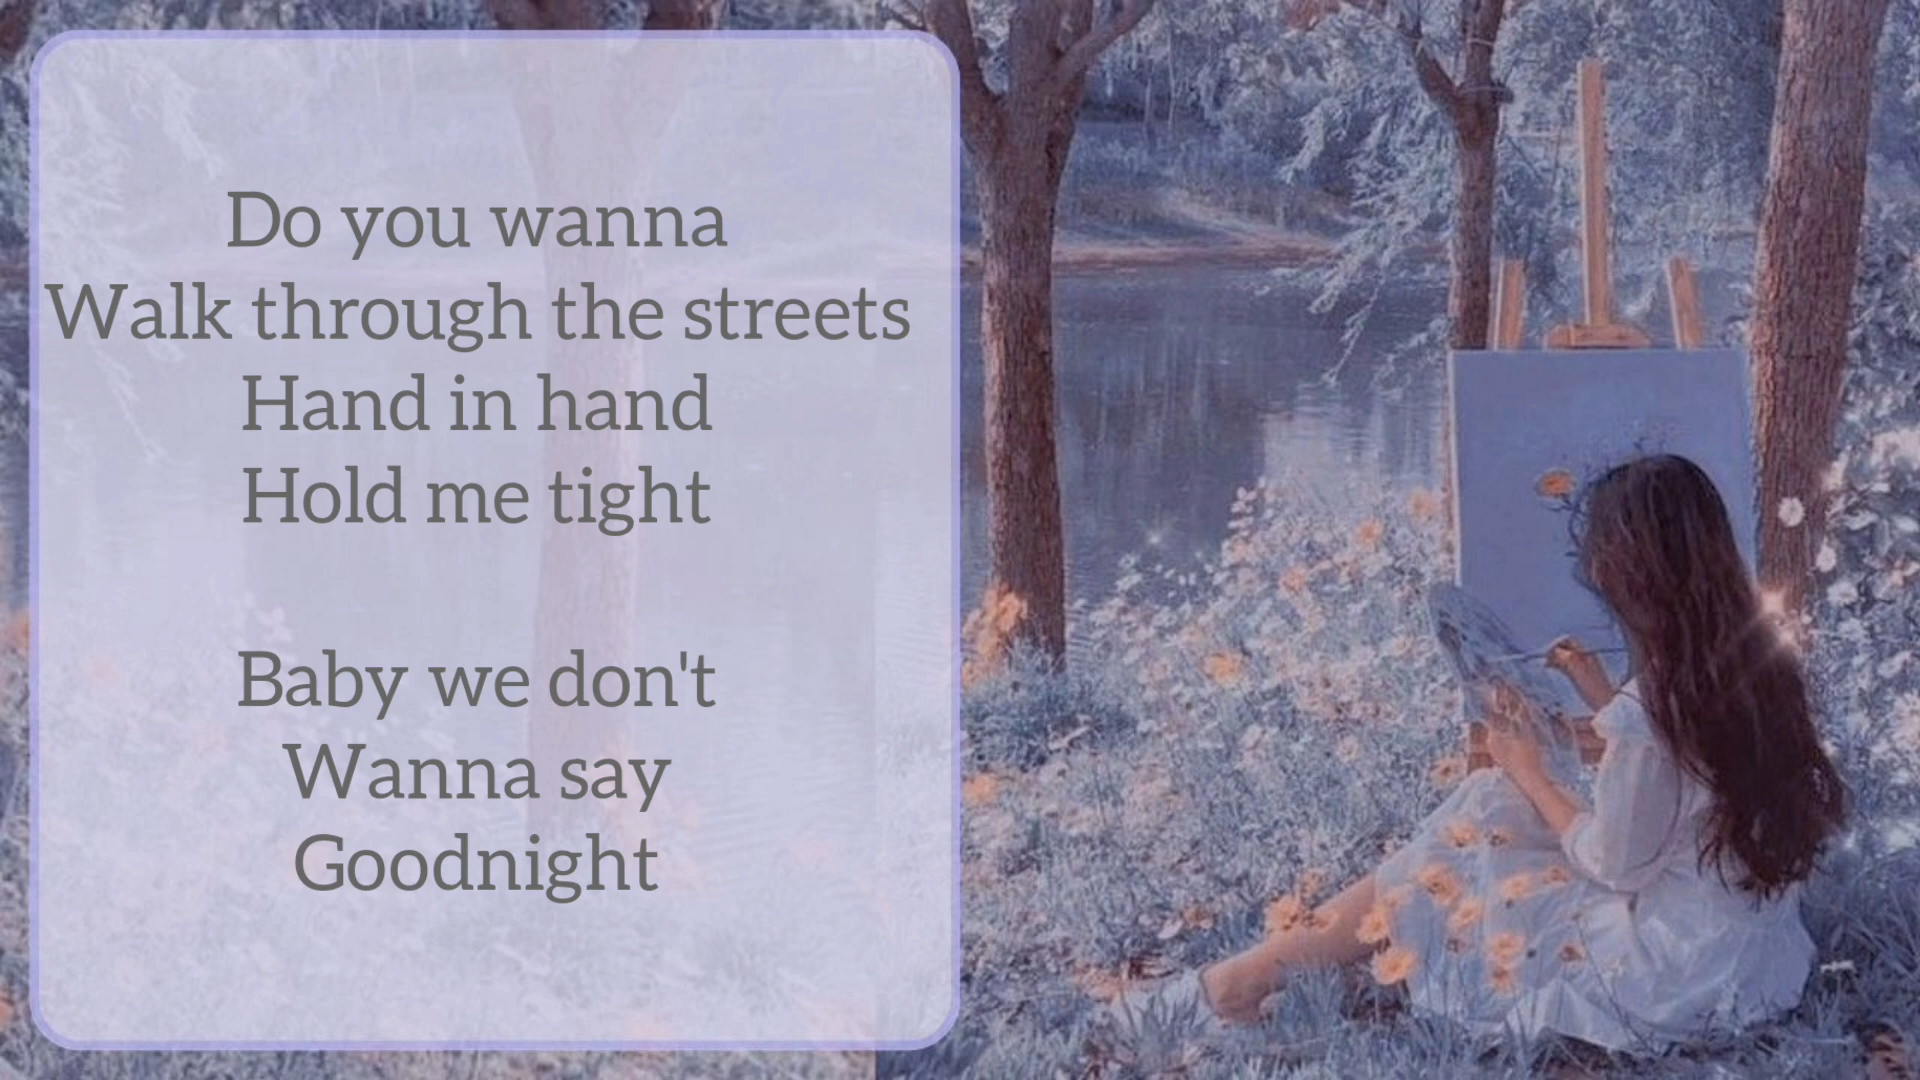 Do you wanna
Walk through the streets
Hand in hand
Hold me tight
Baby we don't
Wanna say
Goodnight